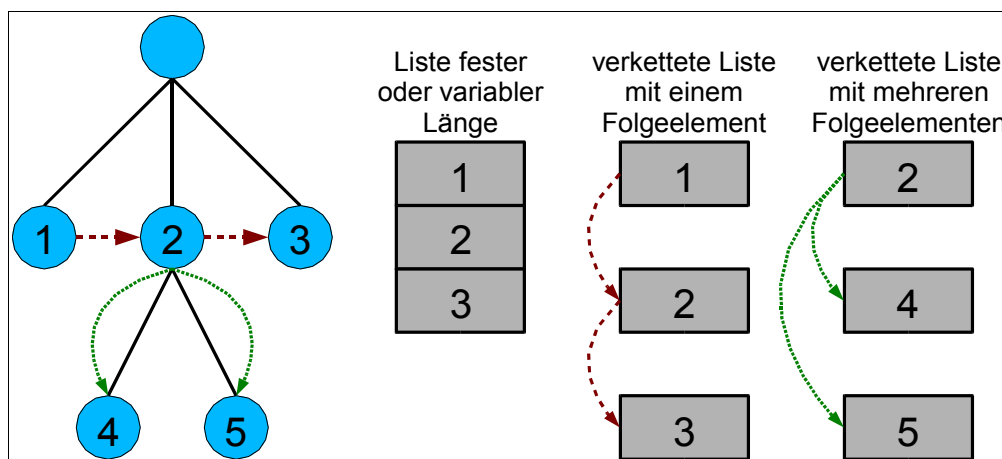 Liste fester
oder variabler
Länge
verkettete Liste
mit einem
Folgeelement
verkettete Liste
mit mehreren
Folgeelementen
1
2
3
4
5
1
2
3
1
2
3
2
4
5